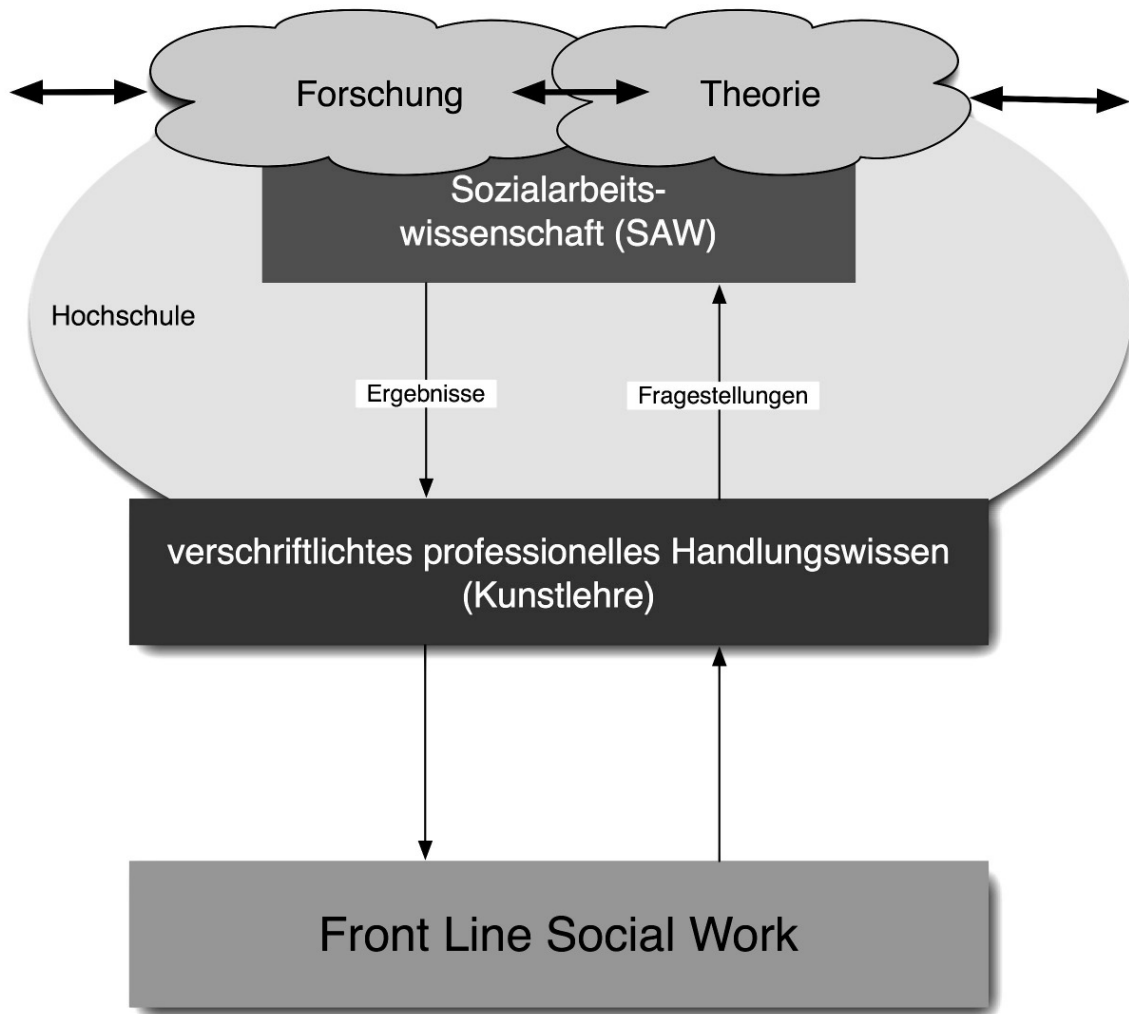 Forschung
Theorie
Sozialarbeits-
wissenschaft (SAW)
Hochschule
Ergebnisse
Fragestellungen
verschriftlichtes professionelles Handlungswissen
(Kunstlehre)
Front Line Social Work